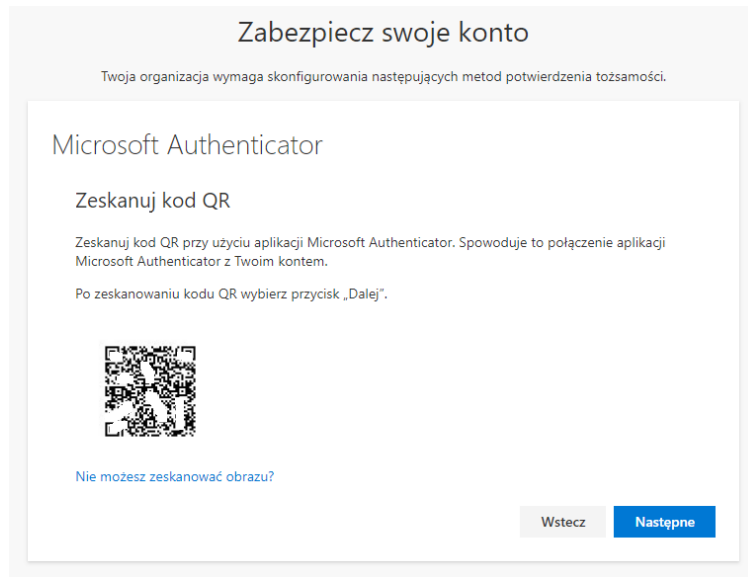 Zabezpiecz swoje konto
Twoja organizacja wymaga skonfigurowania następujących metod potwierdzenia tożsamości.
Microsoft Authenticator
Zeskanuj kod QR
Zeskanuj kod QR przy użyciu aplikacji Microsoft Authenticator. Spowoduje to połączenie aplikacji
Microsoft Authenticator z Twoim kontem.
Po zeskanowaniu kodu QR wybierz przycisk „Dalej”.
Nie możesz zeskanować obrazu?
Wstecz
Następne